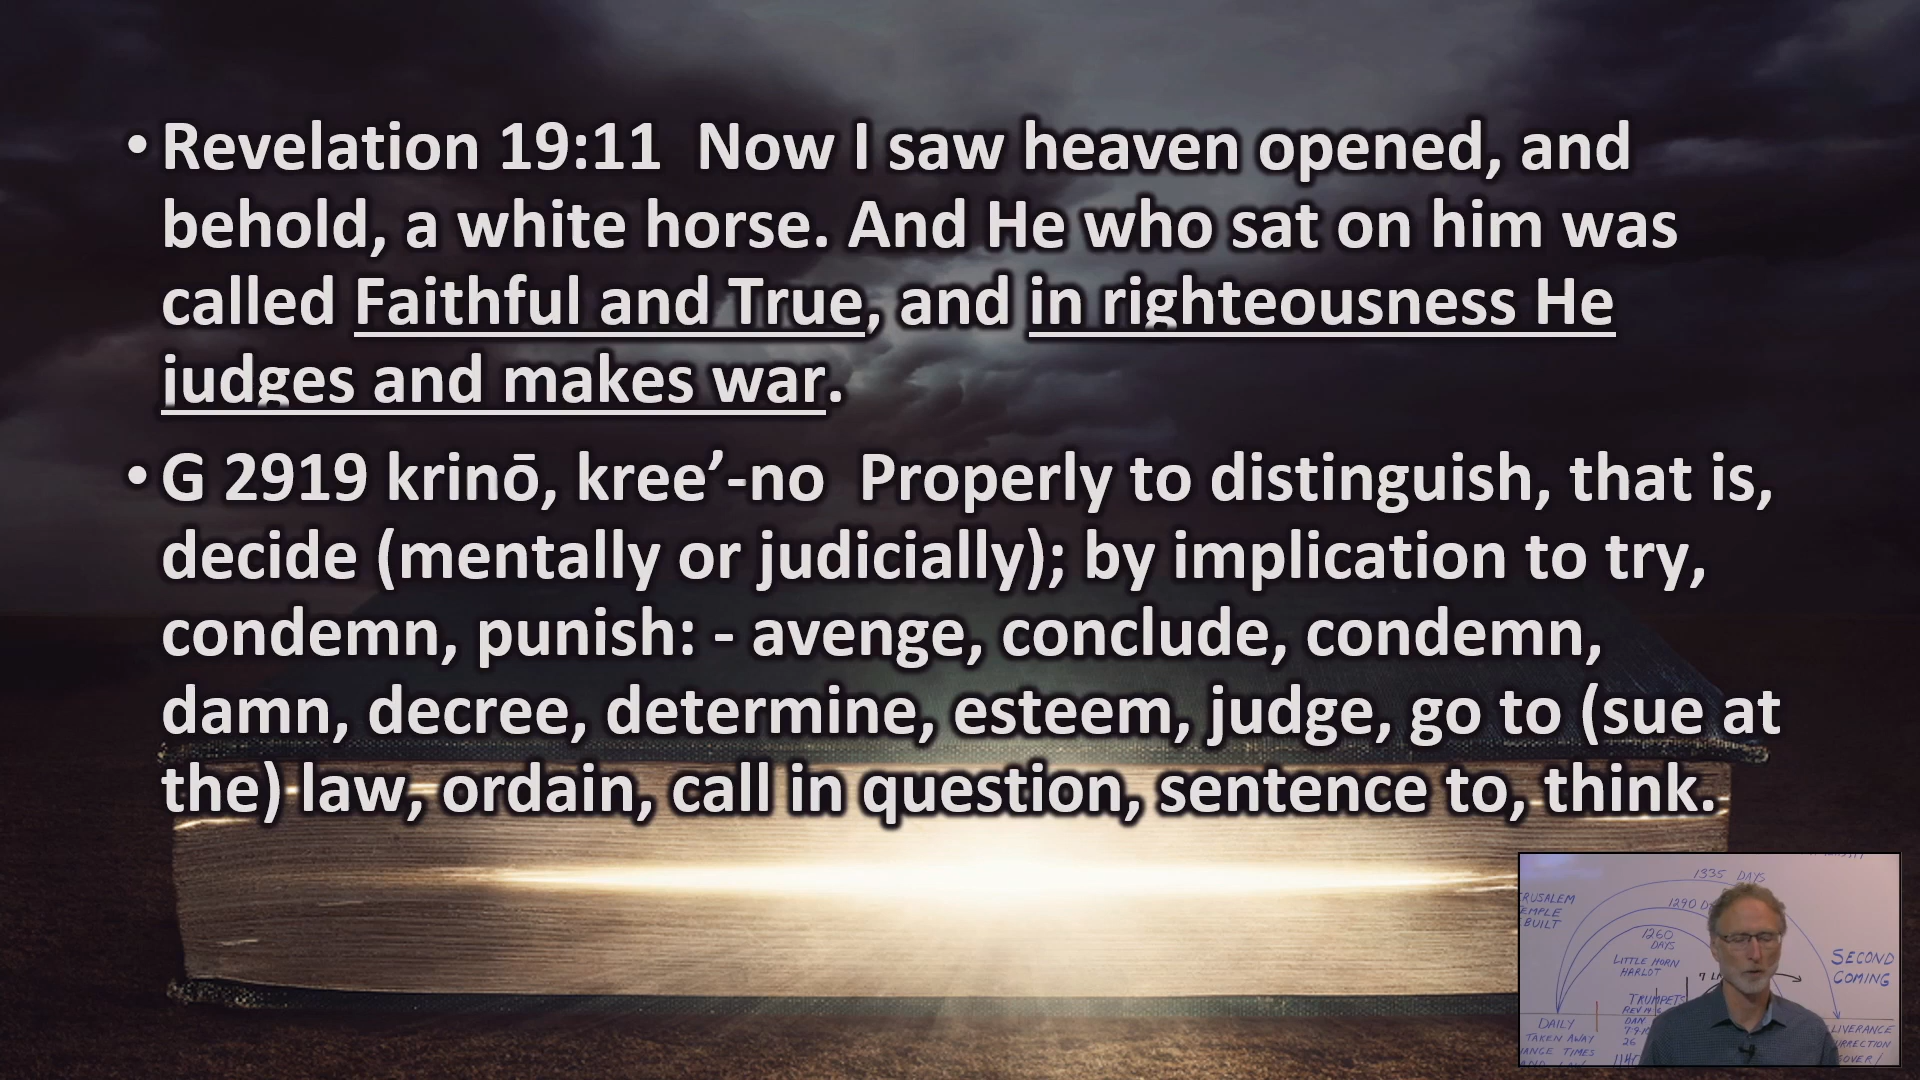 • Revelation 19:11  Now I saw heaven opened, and
behold, a white horse. And He who sat on him was
called Faithful and True, and in righteousness He
judges and makes war.
• G 2919 krinō, kree’-no  Properly to distinguish, that is,
decide (mentally or judicially); by implication to try,
condemn, punish: - avenge, conclude, condemn,
damn, decree, determine, esteem, judge, go to (sue at
the) law, ordain, call in question, sentence to, think.
1335 DAYS
1290
1260
DAYS
LITTLE HORN
HARLOT
BUILT
SECOND
COMING
TRUMPETS
DAN
DAILY
TAKEN AWAY
TIMES
26